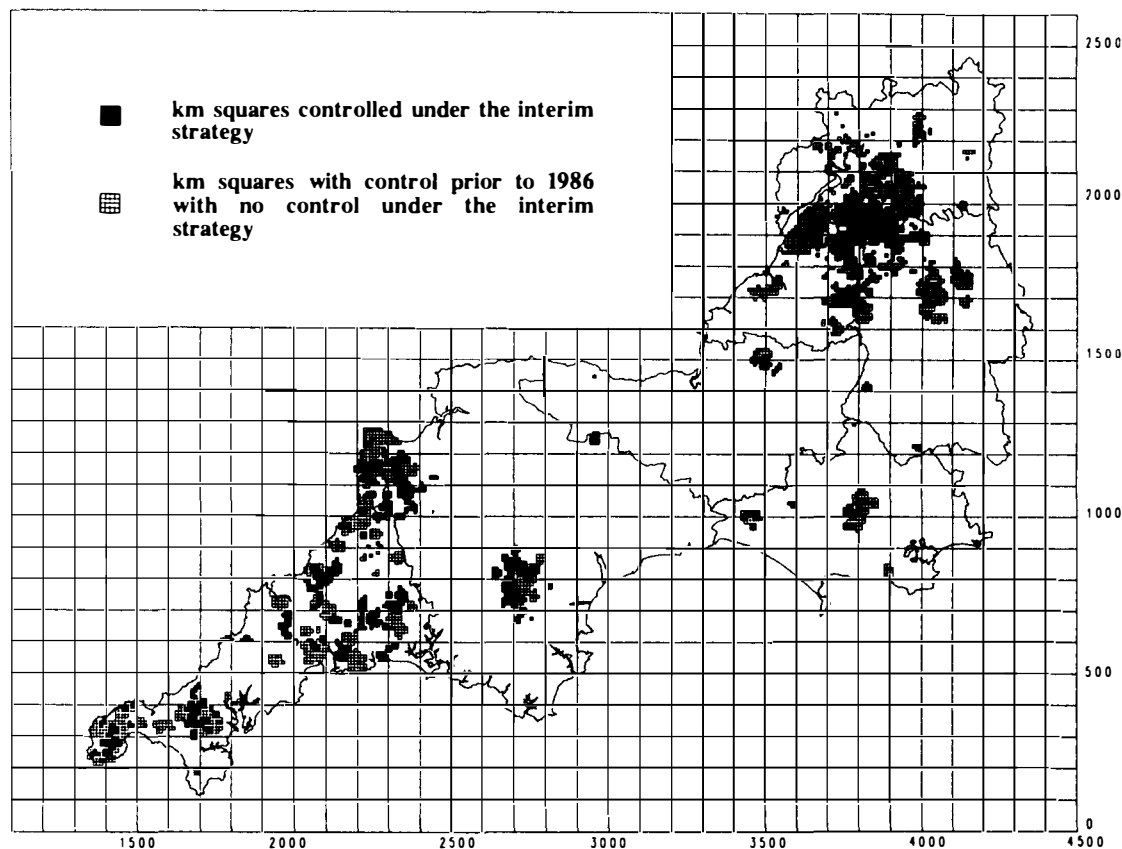 km squares controlled under the interim
strategy
km squares with control prior to 1986
with no control under the interim
strategy
2500
2000
1500
1000
500
0
1500 2000 2500 3000 3500 4000 4500